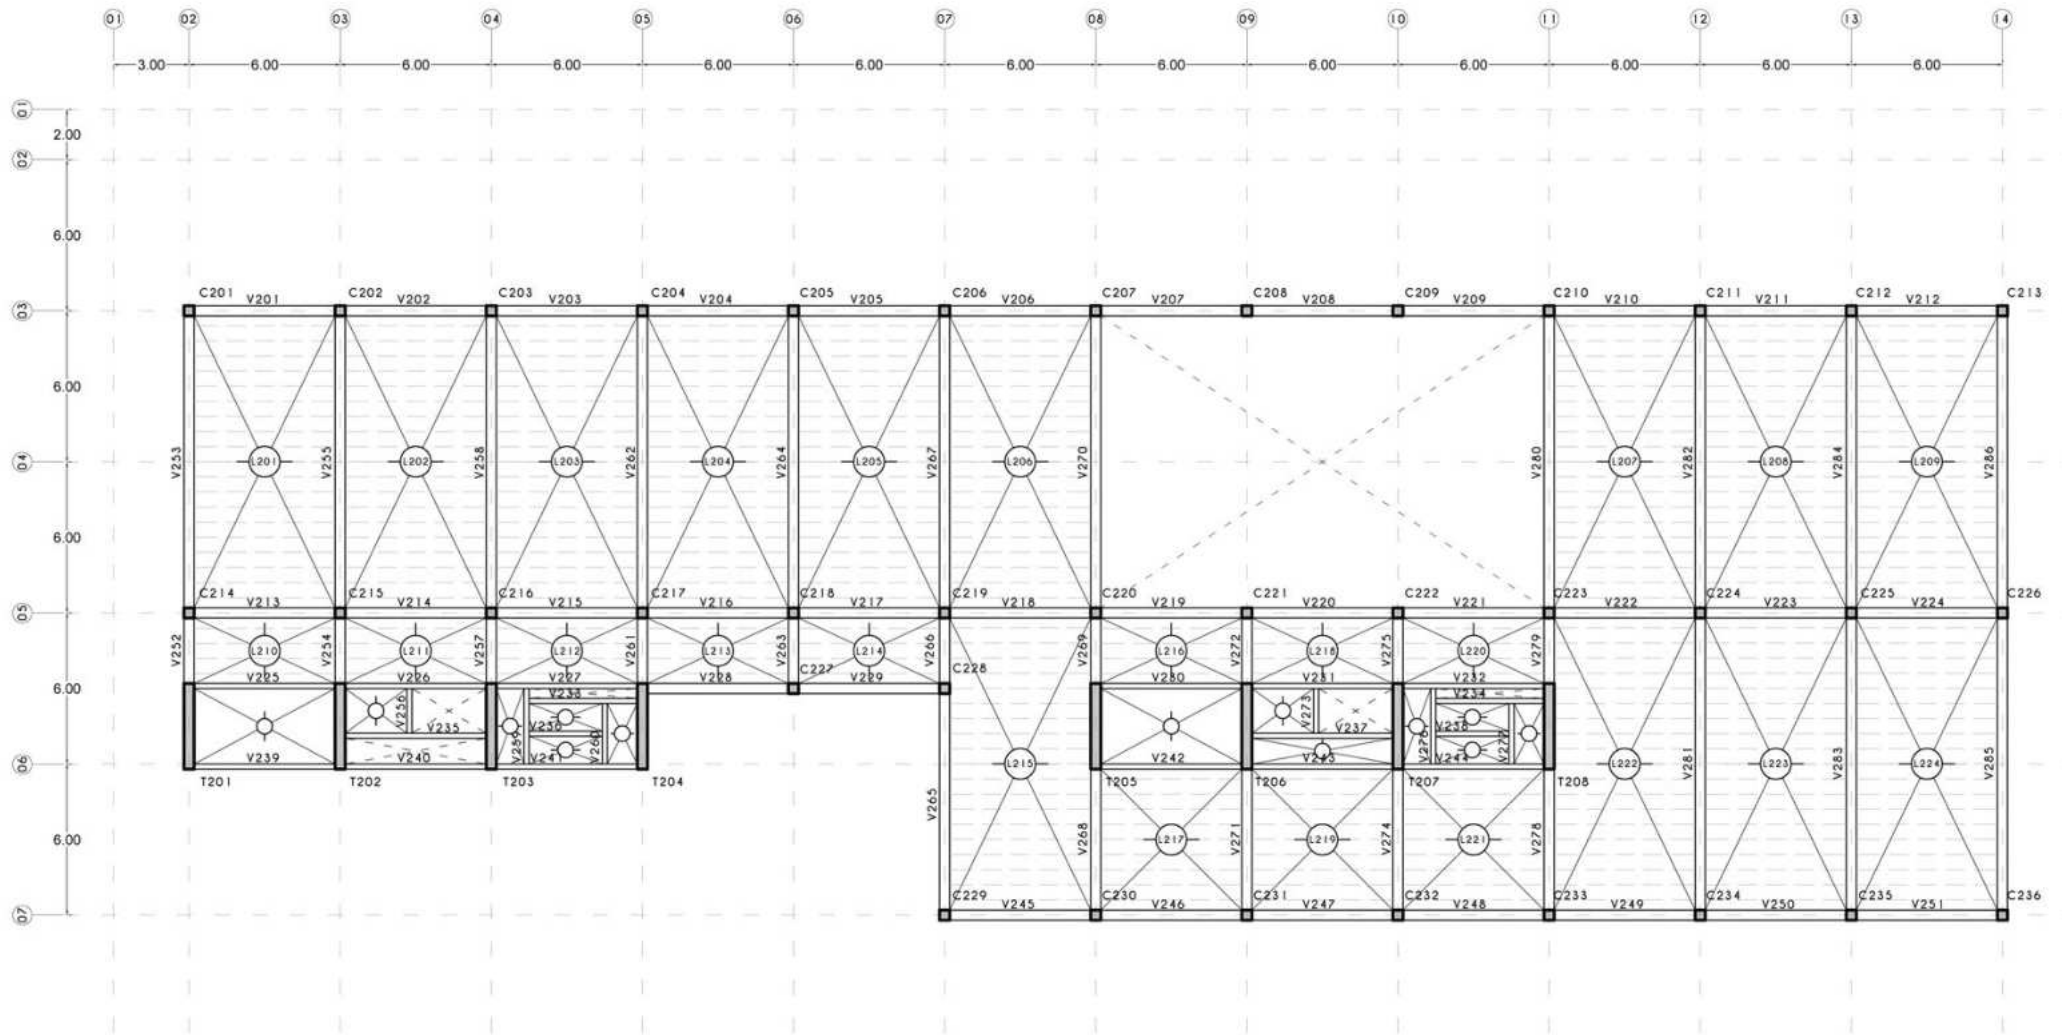 01 02 03 04 05 06 07 08 09 10 11 12 13 14
3.00 6.00 6.00 6.00 6.00 6.00 6.00 6.00 6.00 6.00 6.00 6.00 6.00
01
2.00
02
6.00
C201 V201 C202 V202 C203 V203 C204 V204 C205 V205 C206 V206 C207 V207 C208 V208 C209 V209 C210 V210 C211 V211 C212 V212 C213
03
6.00
04 V253 L201 V255 L202 V258 L203 V262 L204 V264 L205 V267 L206 V270 V280 L207 V282 L208 V284 L209 V286
6.00
C214 V213 C215 V214 C216 V215 C217 V216 C218 V217 C219 V218 C220 V219 C221 V220 C222 V221 C223 V222 C224 V223 C225 V224 C226
05
V252 L210 V254 L211 V257 L212 V261 L213 V263 L214 V266 V269 L216 V272 L218 V275 L220 V279
C227 C228
6.00 V225 V226 V227 V228 V229 V230 V231 V232
V233 V234
V256 V235 V236 V273 V237 V238
V259 V260 V276 V277
06 V239 V240 V241 L215 V242 V243 V244 L222 V281 L223 V283 L224 V285
T201 T202 T203 T204 T205 T206 T207 T208
V265
6.00 V268 L217 V271 L219 V274 L221 V278
C229 V245 C230 V246 C231 V247 C232 V248 C233 V249 C234 V250 C235 V251 C236
07